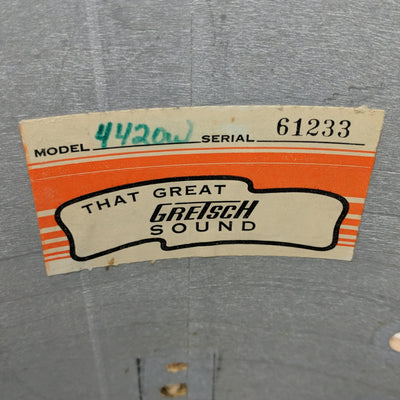 MODEL 4420W SERIAL 61233
THAT GREAT
GRETSCH
SOUND